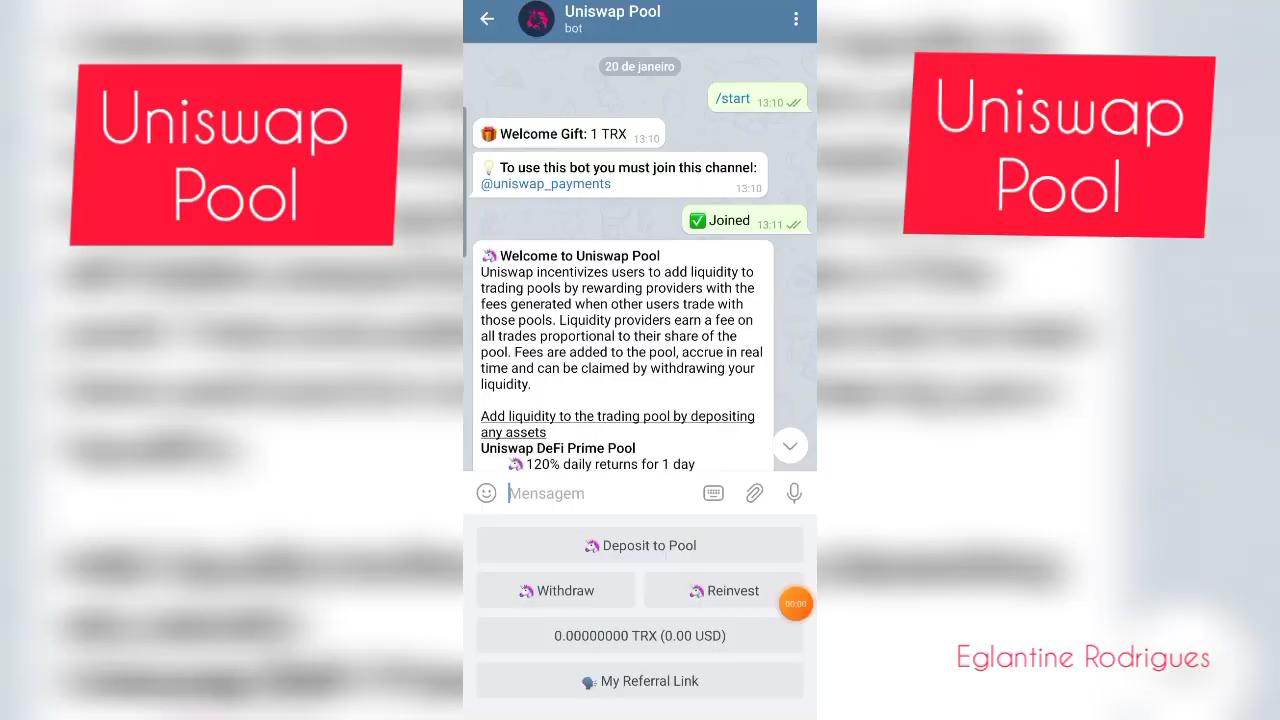 Uniswap
Pool
Uniswap Pool
bot
20 de janeiro
/start 13:10
Welcome Gift: 1 TRX 13:10
To use this bot you must join this channel:
@uniswap_payments 13:10
Joined 13:11
Welcome to Uniswap Pool
Uniswap incentivizes users to add liquidity to
trading pools by rewarding providers with the
fees generated when other users trade with
those pools. Liquidity providers earn a fee on
all trades proportional to their share of the
pool. Fees are added to the pool, accrue in real
time and can be claimed by withdrawing your
liquidity.
Add liquidity to the trading pool by depositing
any assets
Uniswap DeFi Prime Pool
120% daily returns for 1 day
Mensagem
Deposit to Pool
Withdraw
Reinvest
00:00
0.00000000 TRX (0.00 USD)
My Referral Link
Uniswap
Pool
Eglantine Rodrigues